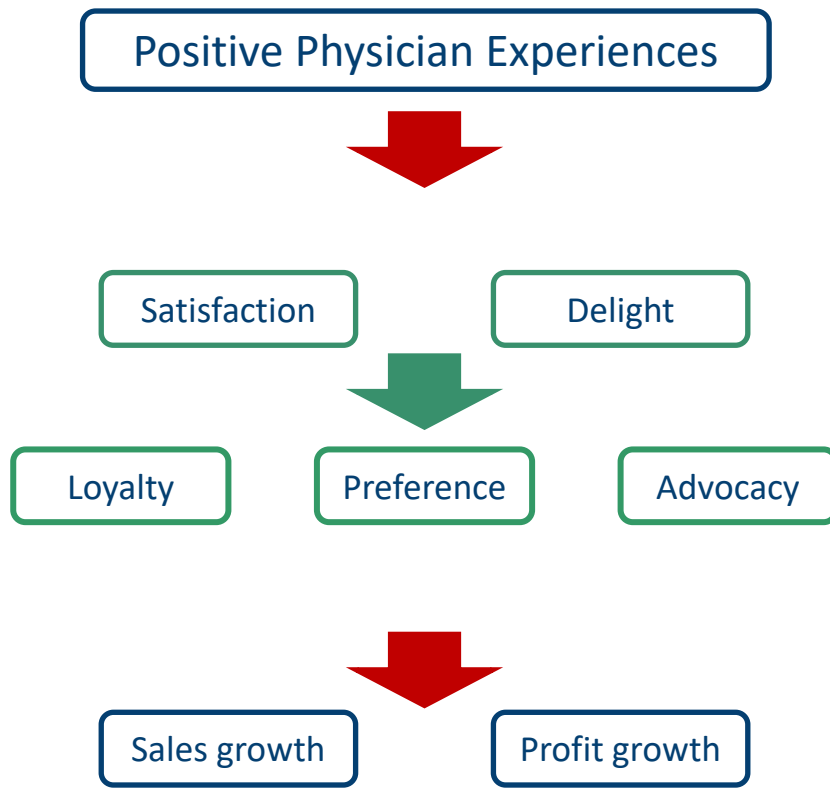 Positive Physician Experiences
Satisfaction
Delight
Loyalty
Preference
Advocacy
Sales growth
Profit growth